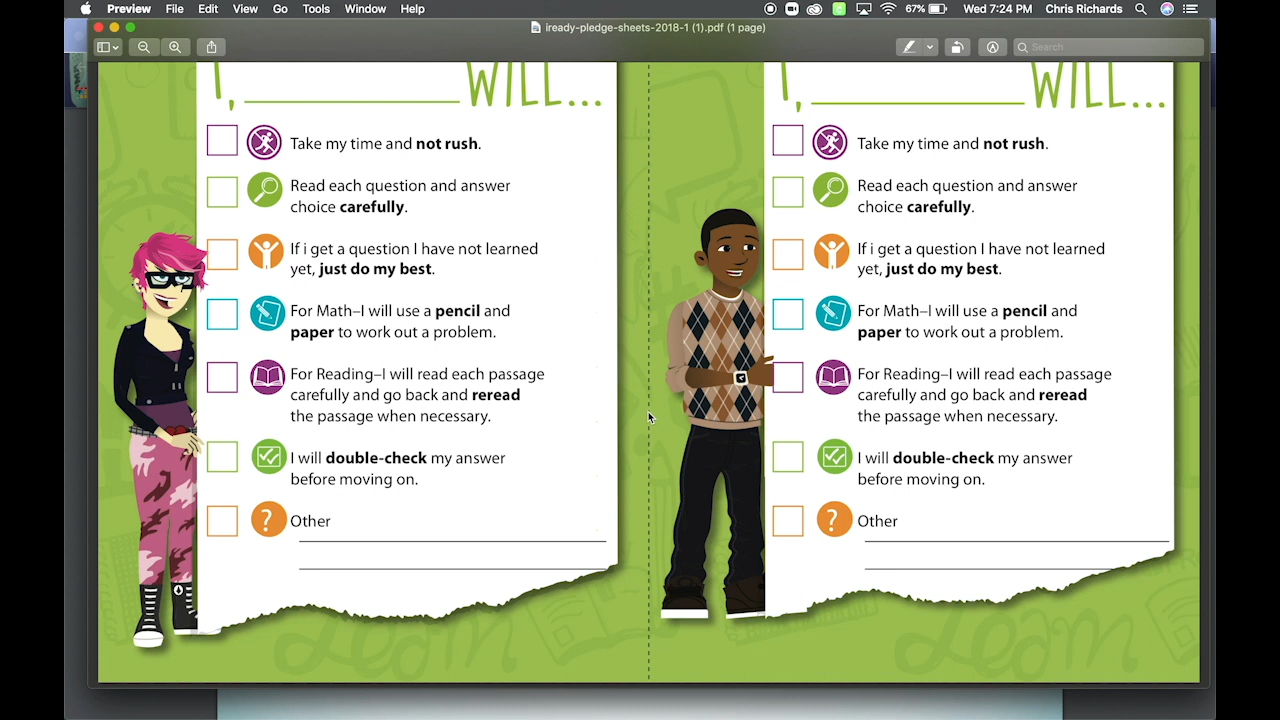 Preview File Edit View Go Tools Window Help 67% Wed 7:24 PM Chris Richards
iready-pledge-sheets-2018-1 (1).pdf (1 page)
Search
I, ____________ WILL...
Take my time and not rush.
Read each question and answer
choice carefully.
If i get a question I have not learned
yet, just do my best.
For Math–I will use a pencil and
paper to work out a problem.
For Reading–I will read each passage
carefully and go back and reread
the passage when necessary.
I will double-check my answer
before moving on.
? Other
Learn
I, ____________ WILL...
Take my time and not rush.
Read each question and answer
choice carefully.
If i get a question I have not learned
yet, just do my best.
For Math–I will use a pencil and
paper to work out a problem.
For Reading–I will read each passage
carefully and go back and reread
the passage when necessary.
I will double-check my answer
before moving on.
? Other
Learn